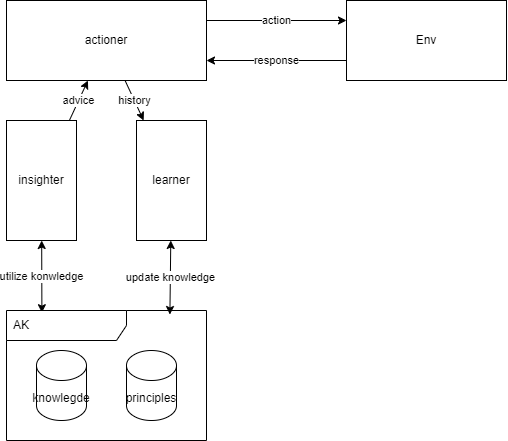 actioner
action
Env
response
advice
history
insighter
learner
utilize konwledge
update knowledge
AK
knowlegde
principles